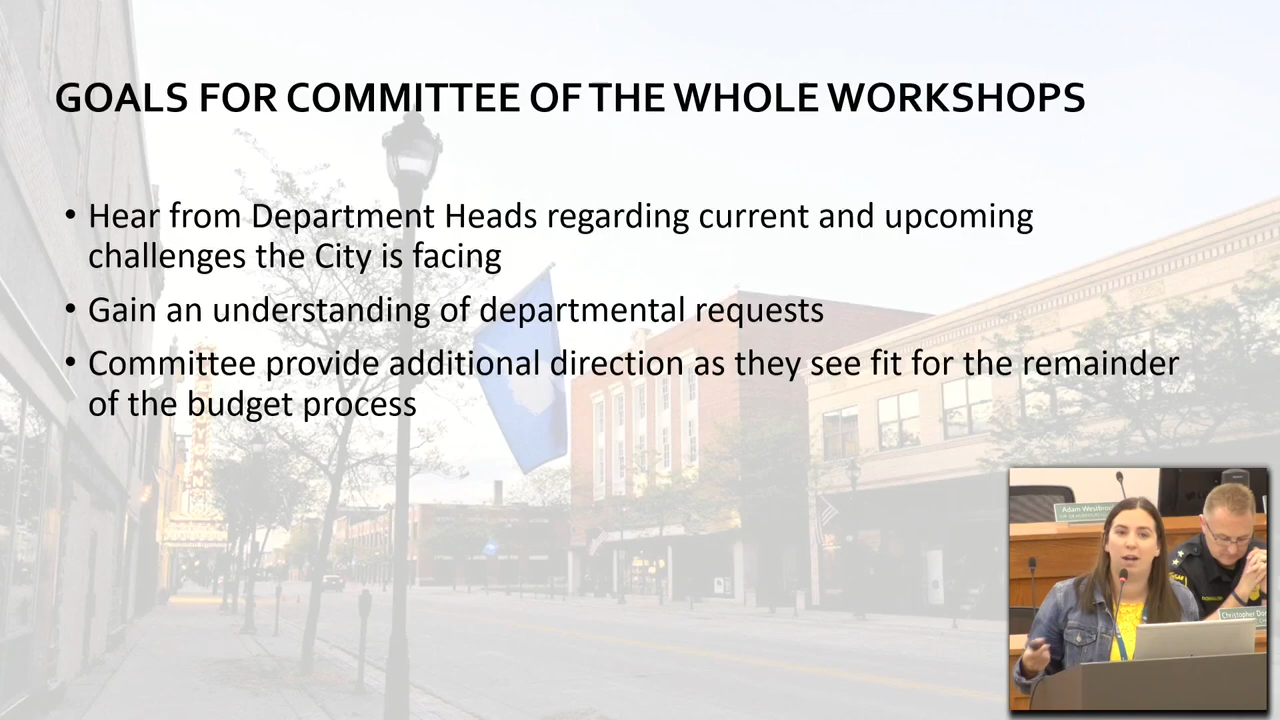 GOALS FOR COMMITTEE OF THE WHOLE WORKSHOPS
• Hear from Department Heads regarding current and upcoming
challenges the City is facing
• Gain an understanding of departmental requests
• Committee provide additional direction as they see fit for the remainder
of the budget process
Adam
Christopher